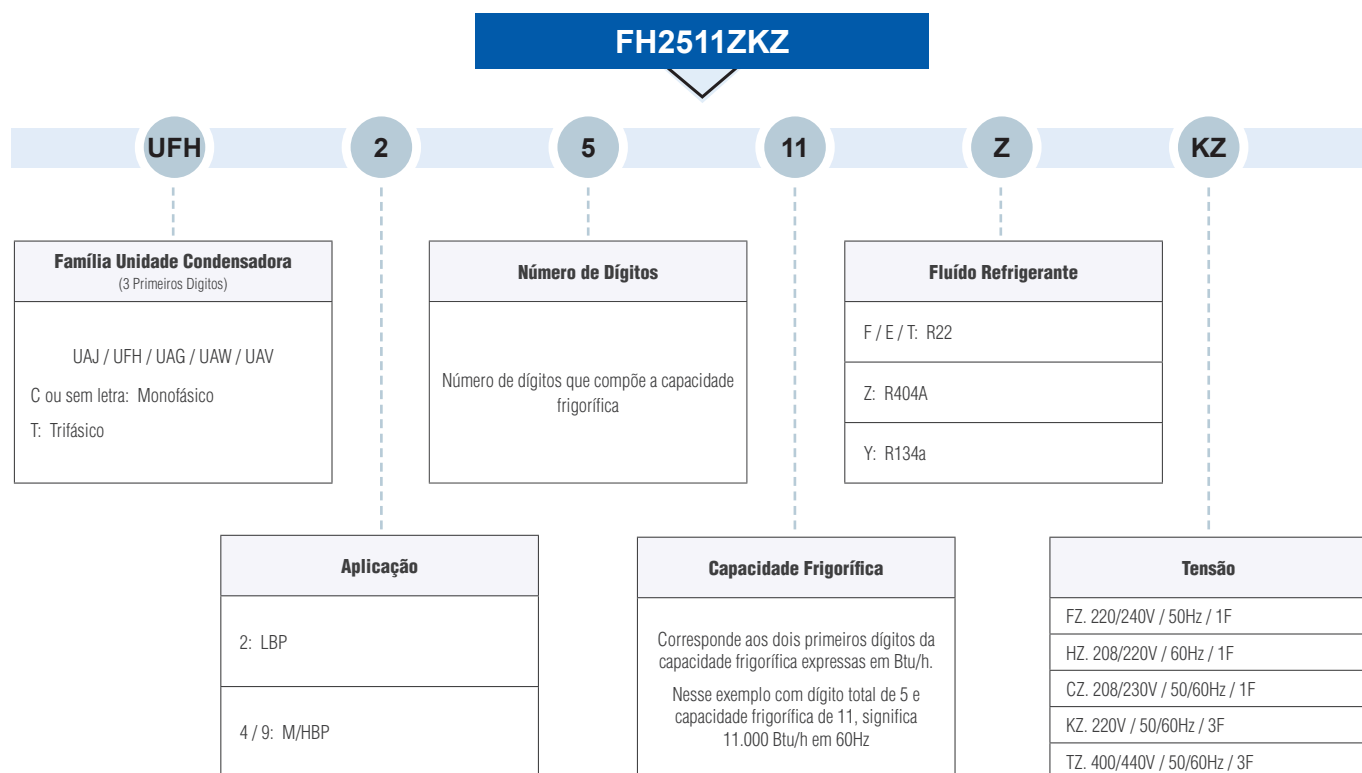 FH2511ZKZ
UFH
2
5
11
Z
KZ
Família Unidade Condensadora
(3 Primeiros Digitos)
UAJ / UFH / UAG / UAW / UAV
C ou sem letra: Monofásico
T: Trifásico
Número de Dígitos
Número de dígitos que compõe a capacidade
frigorífica
Fluído Refrigerante
F / E / T: R22
Z: R404A
Y: R134a
Aplicação
2: LBP
4 / 9: M/HBP
Capacidade Frigorífica
Corresponde aos dois primeiros dígitos da
capacidade frigorífica expressas em Btu/h.
Nesse exemplo com dígito total de 5 e
capacidade frigorífica de 11, significa
11.000 Btu/h em 60Hz
Tensão
FZ. 220/240V / 50Hz / 1F
HZ. 208/220V / 60Hz / 1F
CZ. 208/230V / 50/60Hz / 1F
KZ. 220V / 50/60Hz / 3F
TZ. 400/440V / 50/60Hz / 3F